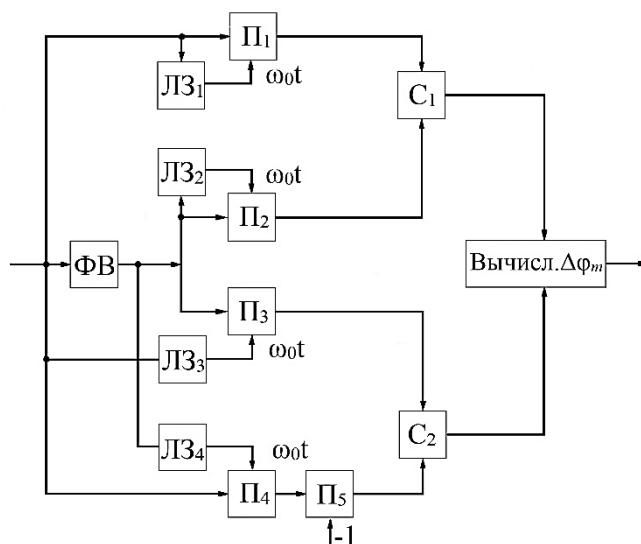 П₁
ЛЗ₁
ω₀t
С₁
ЛЗ₂
ω₀t
П₂
ФВ
Вычисл.Δφₘ
П₃
ЛЗ₃
ω₀t
С₂
ЛЗ₄
ω₀t
П₄
П₅
-1